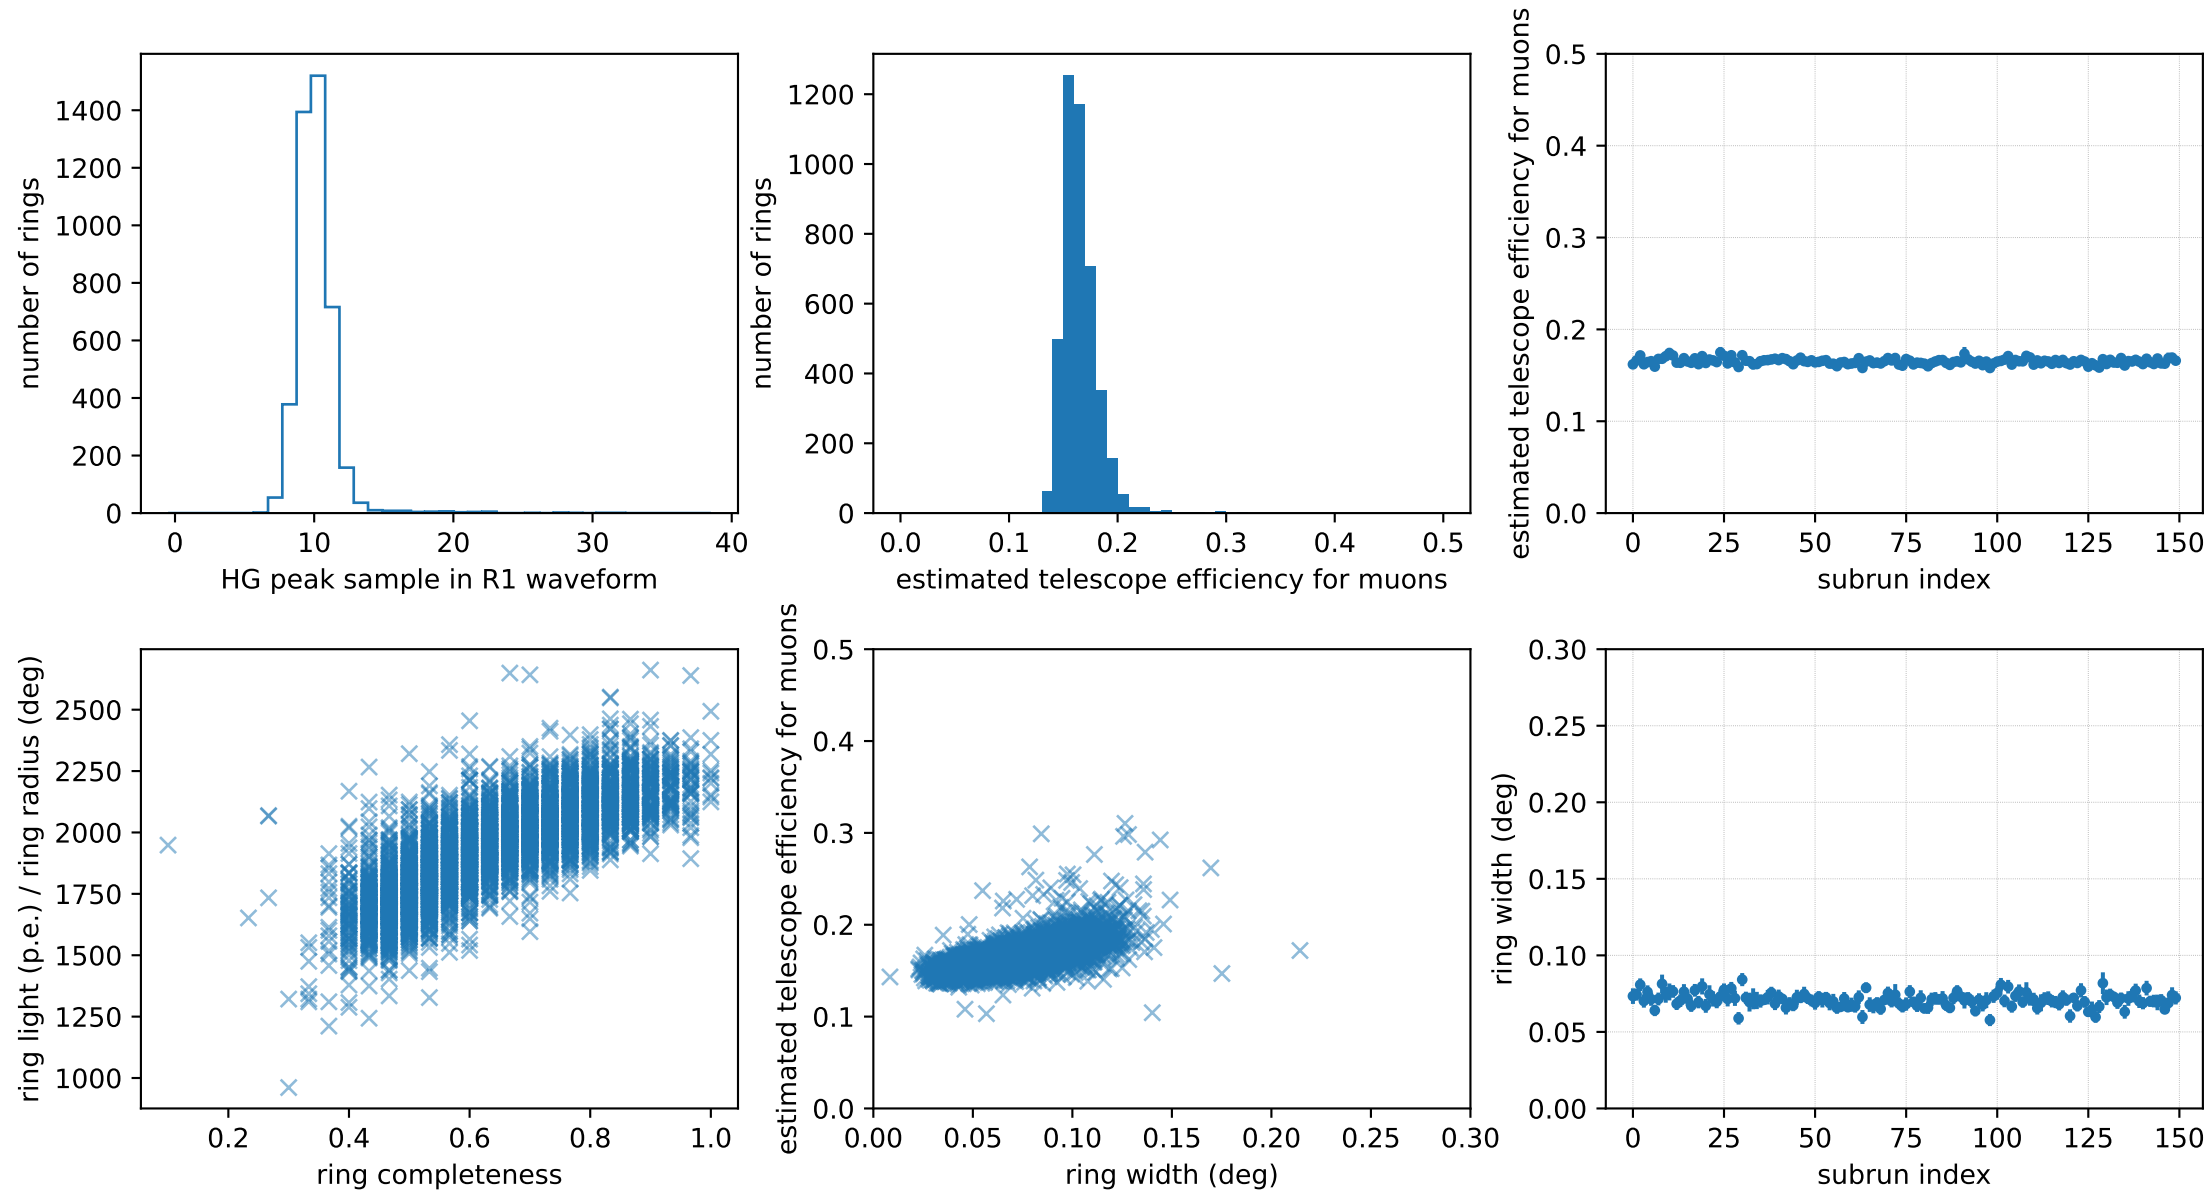 number of rings
1400
1200
1000
800
600
400
200
0
0 10 20 30 40
HG peak sample in R1 waveform
number of rings
1200
1000
800
600
400
200
0
0.0 0.1 0.2 0.3 0.4 0.5
estimated telescope efficiency for muons
estimated telescope efficiency for muons
0.5
0.4
0.3
0.2
0.1
0.0
0 25 50 75 100 125 150
subrun index
ring light (p.e.) / ring radius (deg)
2500
2250
2000
1750
1500
1250
1000
0.2 0.4 0.6 0.8 1.0
ring completeness
estimated telescope efficiency for muons
0.5
0.4
0.3
0.2
0.1
0.0
0.00 0.05 0.10 0.15 0.20 0.25 0.30
ring width (deg)
ring width (deg)
0.30
0.25
0.20
0.15
0.10
0.05
0.00
0 25 50 75 100 125 150
subrun index